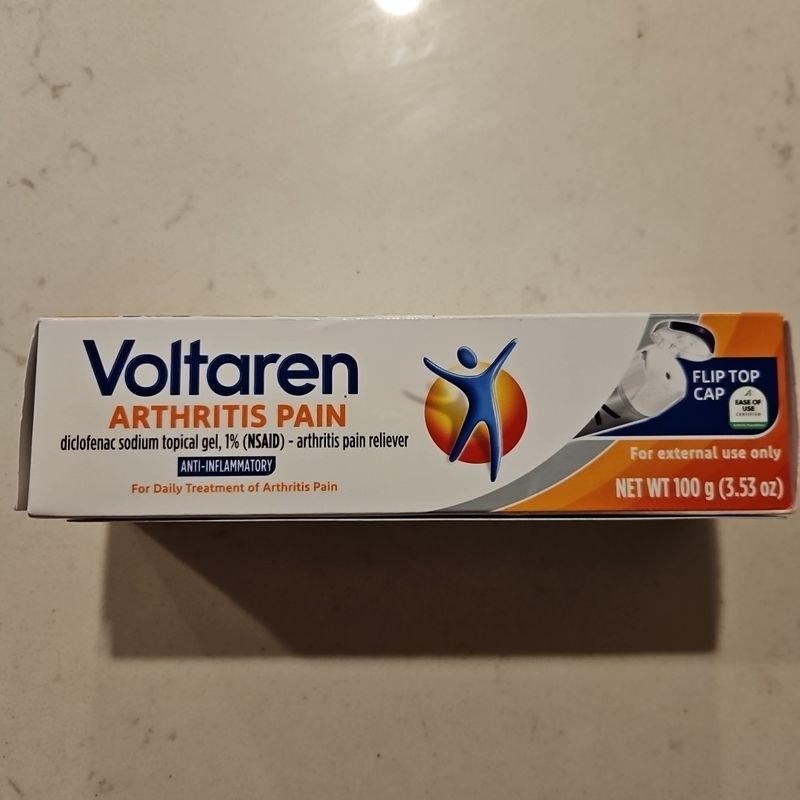 Voltaren
ARTHRITIS PAIN
diclofenac sodium topical gel, 1% (NSAID) – arthritis pain reliever
ANTI-INFLAMMATORY
For Daily Treatment of Arthritis Pain
FLIP TOP
CAP
EASE OF
USE
CERTIFIED
For external use only
NET WT 100 g (3.53 oz)